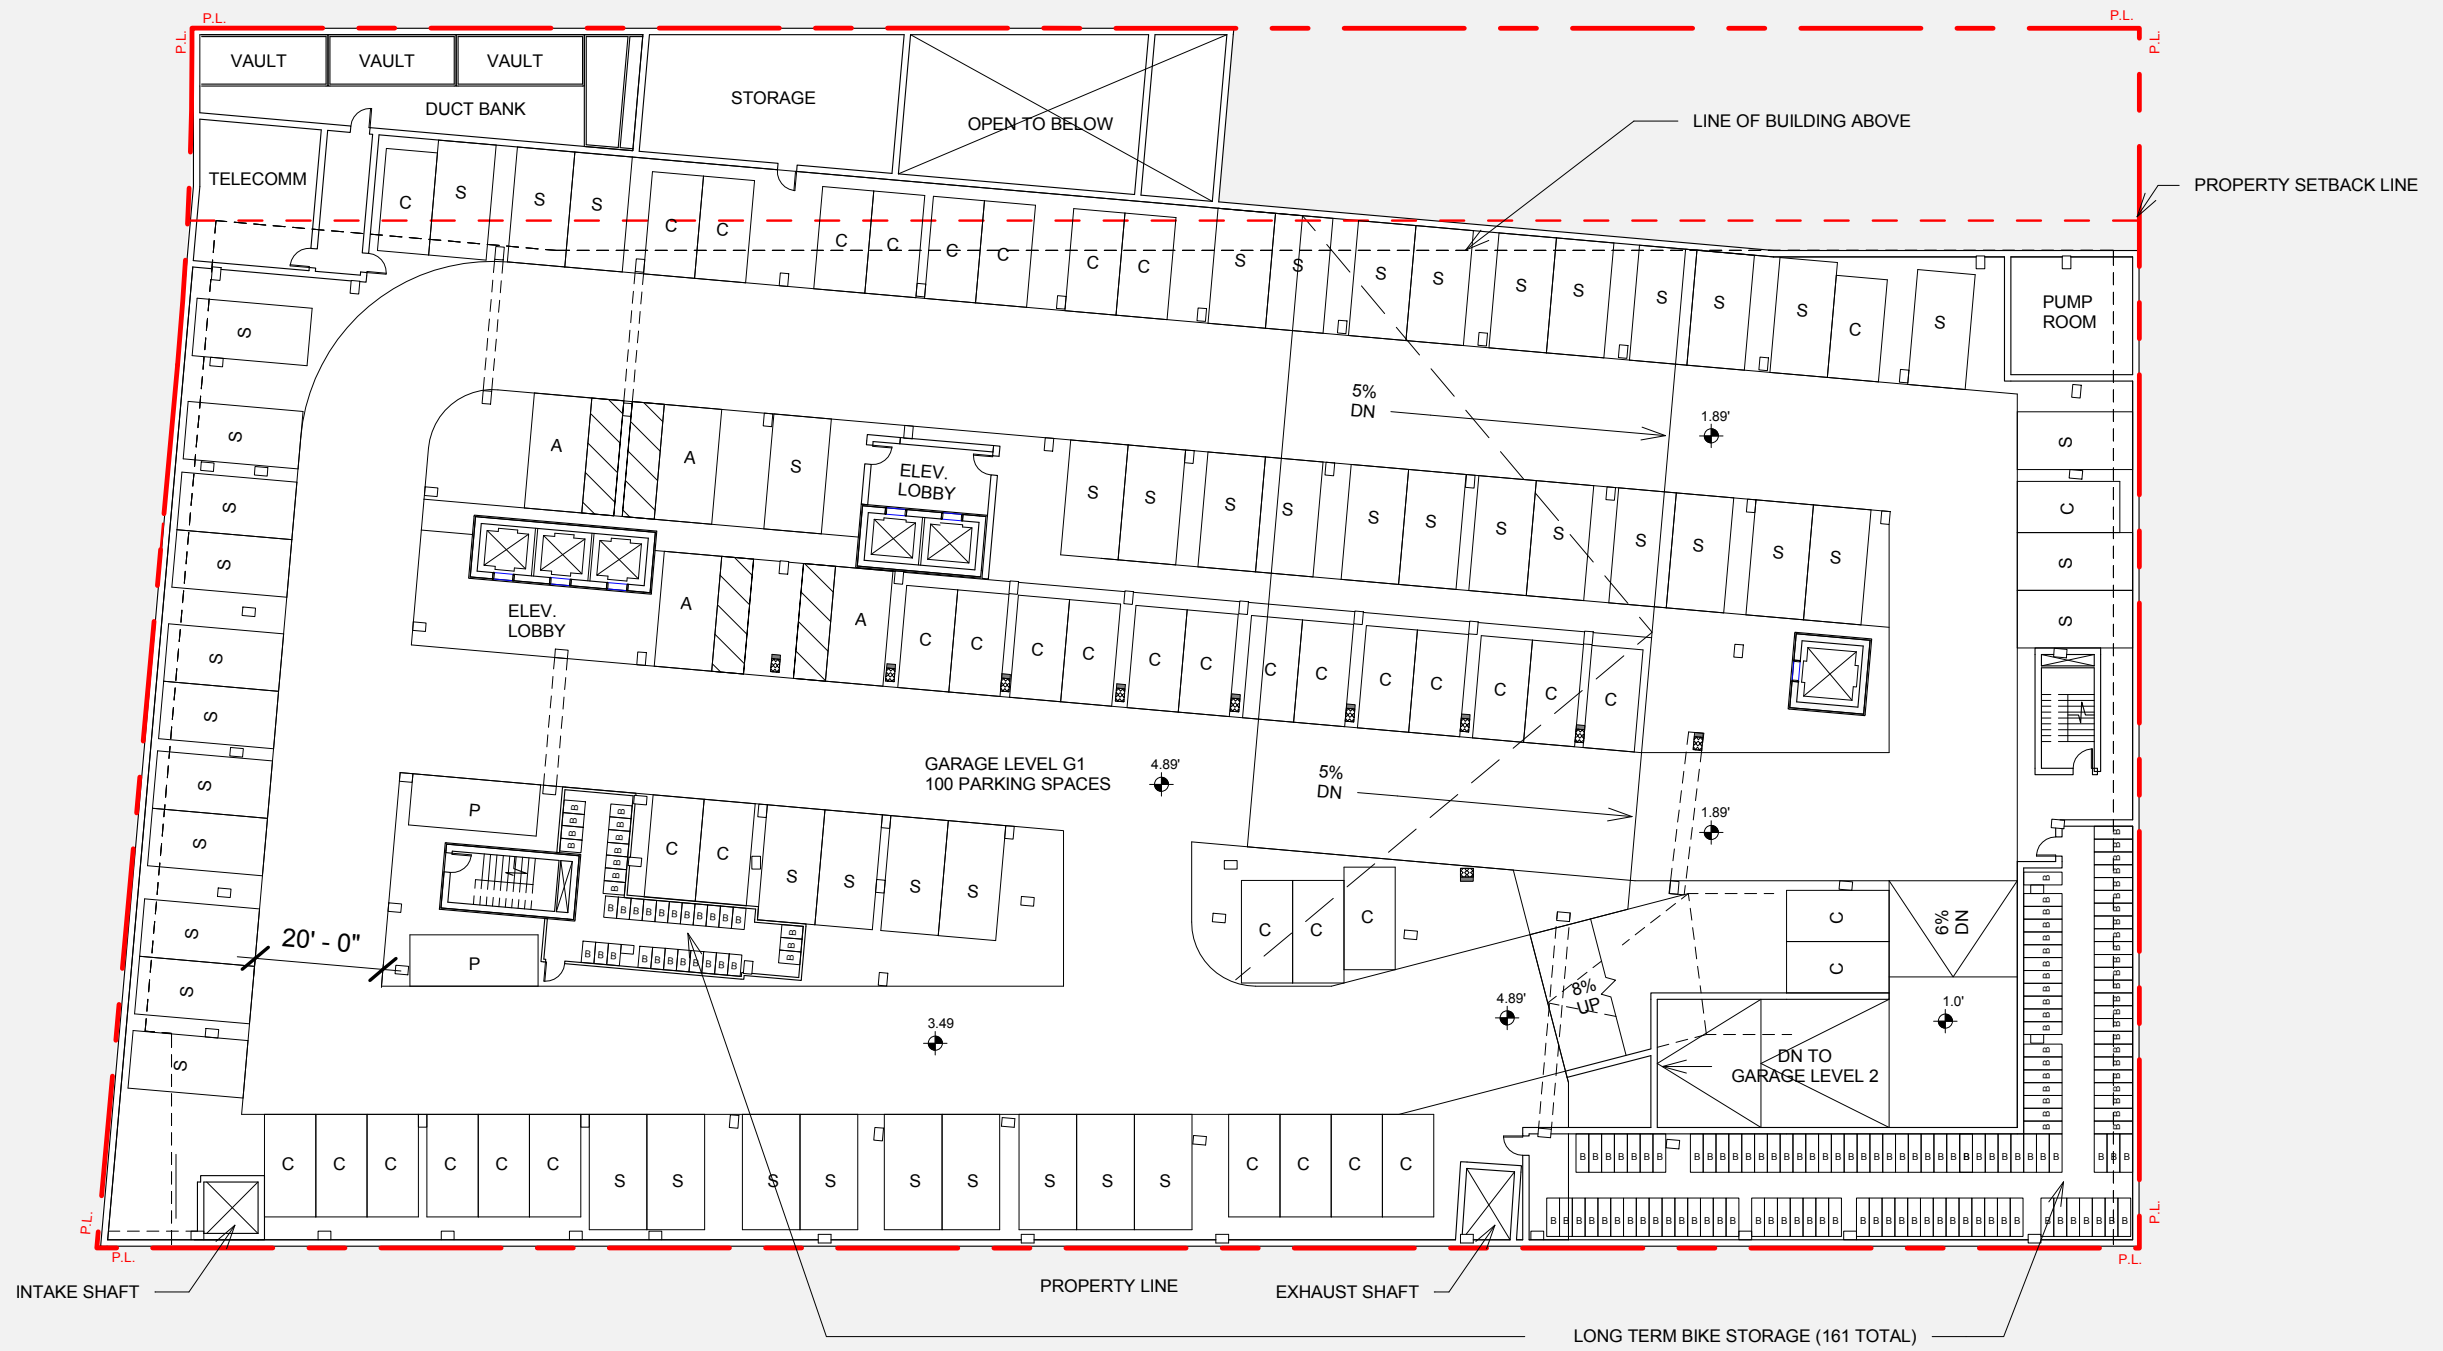 P.L.
P.L.
P.L.
P.L.
VAULT
VAULT
VAULT
DUCT BANK
STORAGE
OPEN TO BELOW
LINE OF BUILDING ABOVE
TELECOMM
PROPERTY SETBACK LINE
C
S
S
S
C
C
C
C
C
C
C
C
S
S
S
S
S
S
S
S
S
C
S
PUMP
ROOM
S
S
S
S
S
S
S
S
S
S
S
5%
DN
1.89'
A
A
S
ELEV.
LOBBY
S
S
S
S
S
S
S
S
S
S
S
S
S
C
S
S
ELEV.
LOBBY
A
A
C
C
C
C
C
C
C
C
C
C
C
C
C
GARAGE LEVEL G1
100 PARKING SPACES
4.89'
5%
DN
1.89'
P
C
C
S
S
S
S
P
20' - 0"
C
C
C
C
C
6%
DN
3.49
4.89'
8%
UP
1.0'
DN TO
GARAGE LEVEL 2
C
C
C
C
C
C
S
S
S
S
S
S
S
S
S
C
C
C
C
B B B B B B B B B B B B B B B B B B B B B B B B B B B B B B
P.L.
P.L.
P.L.
P.L.
INTAKE SHAFT
PROPERTY LINE
EXHAUST SHAFT
LONG TERM BIKE STORAGE (161 TOTAL)